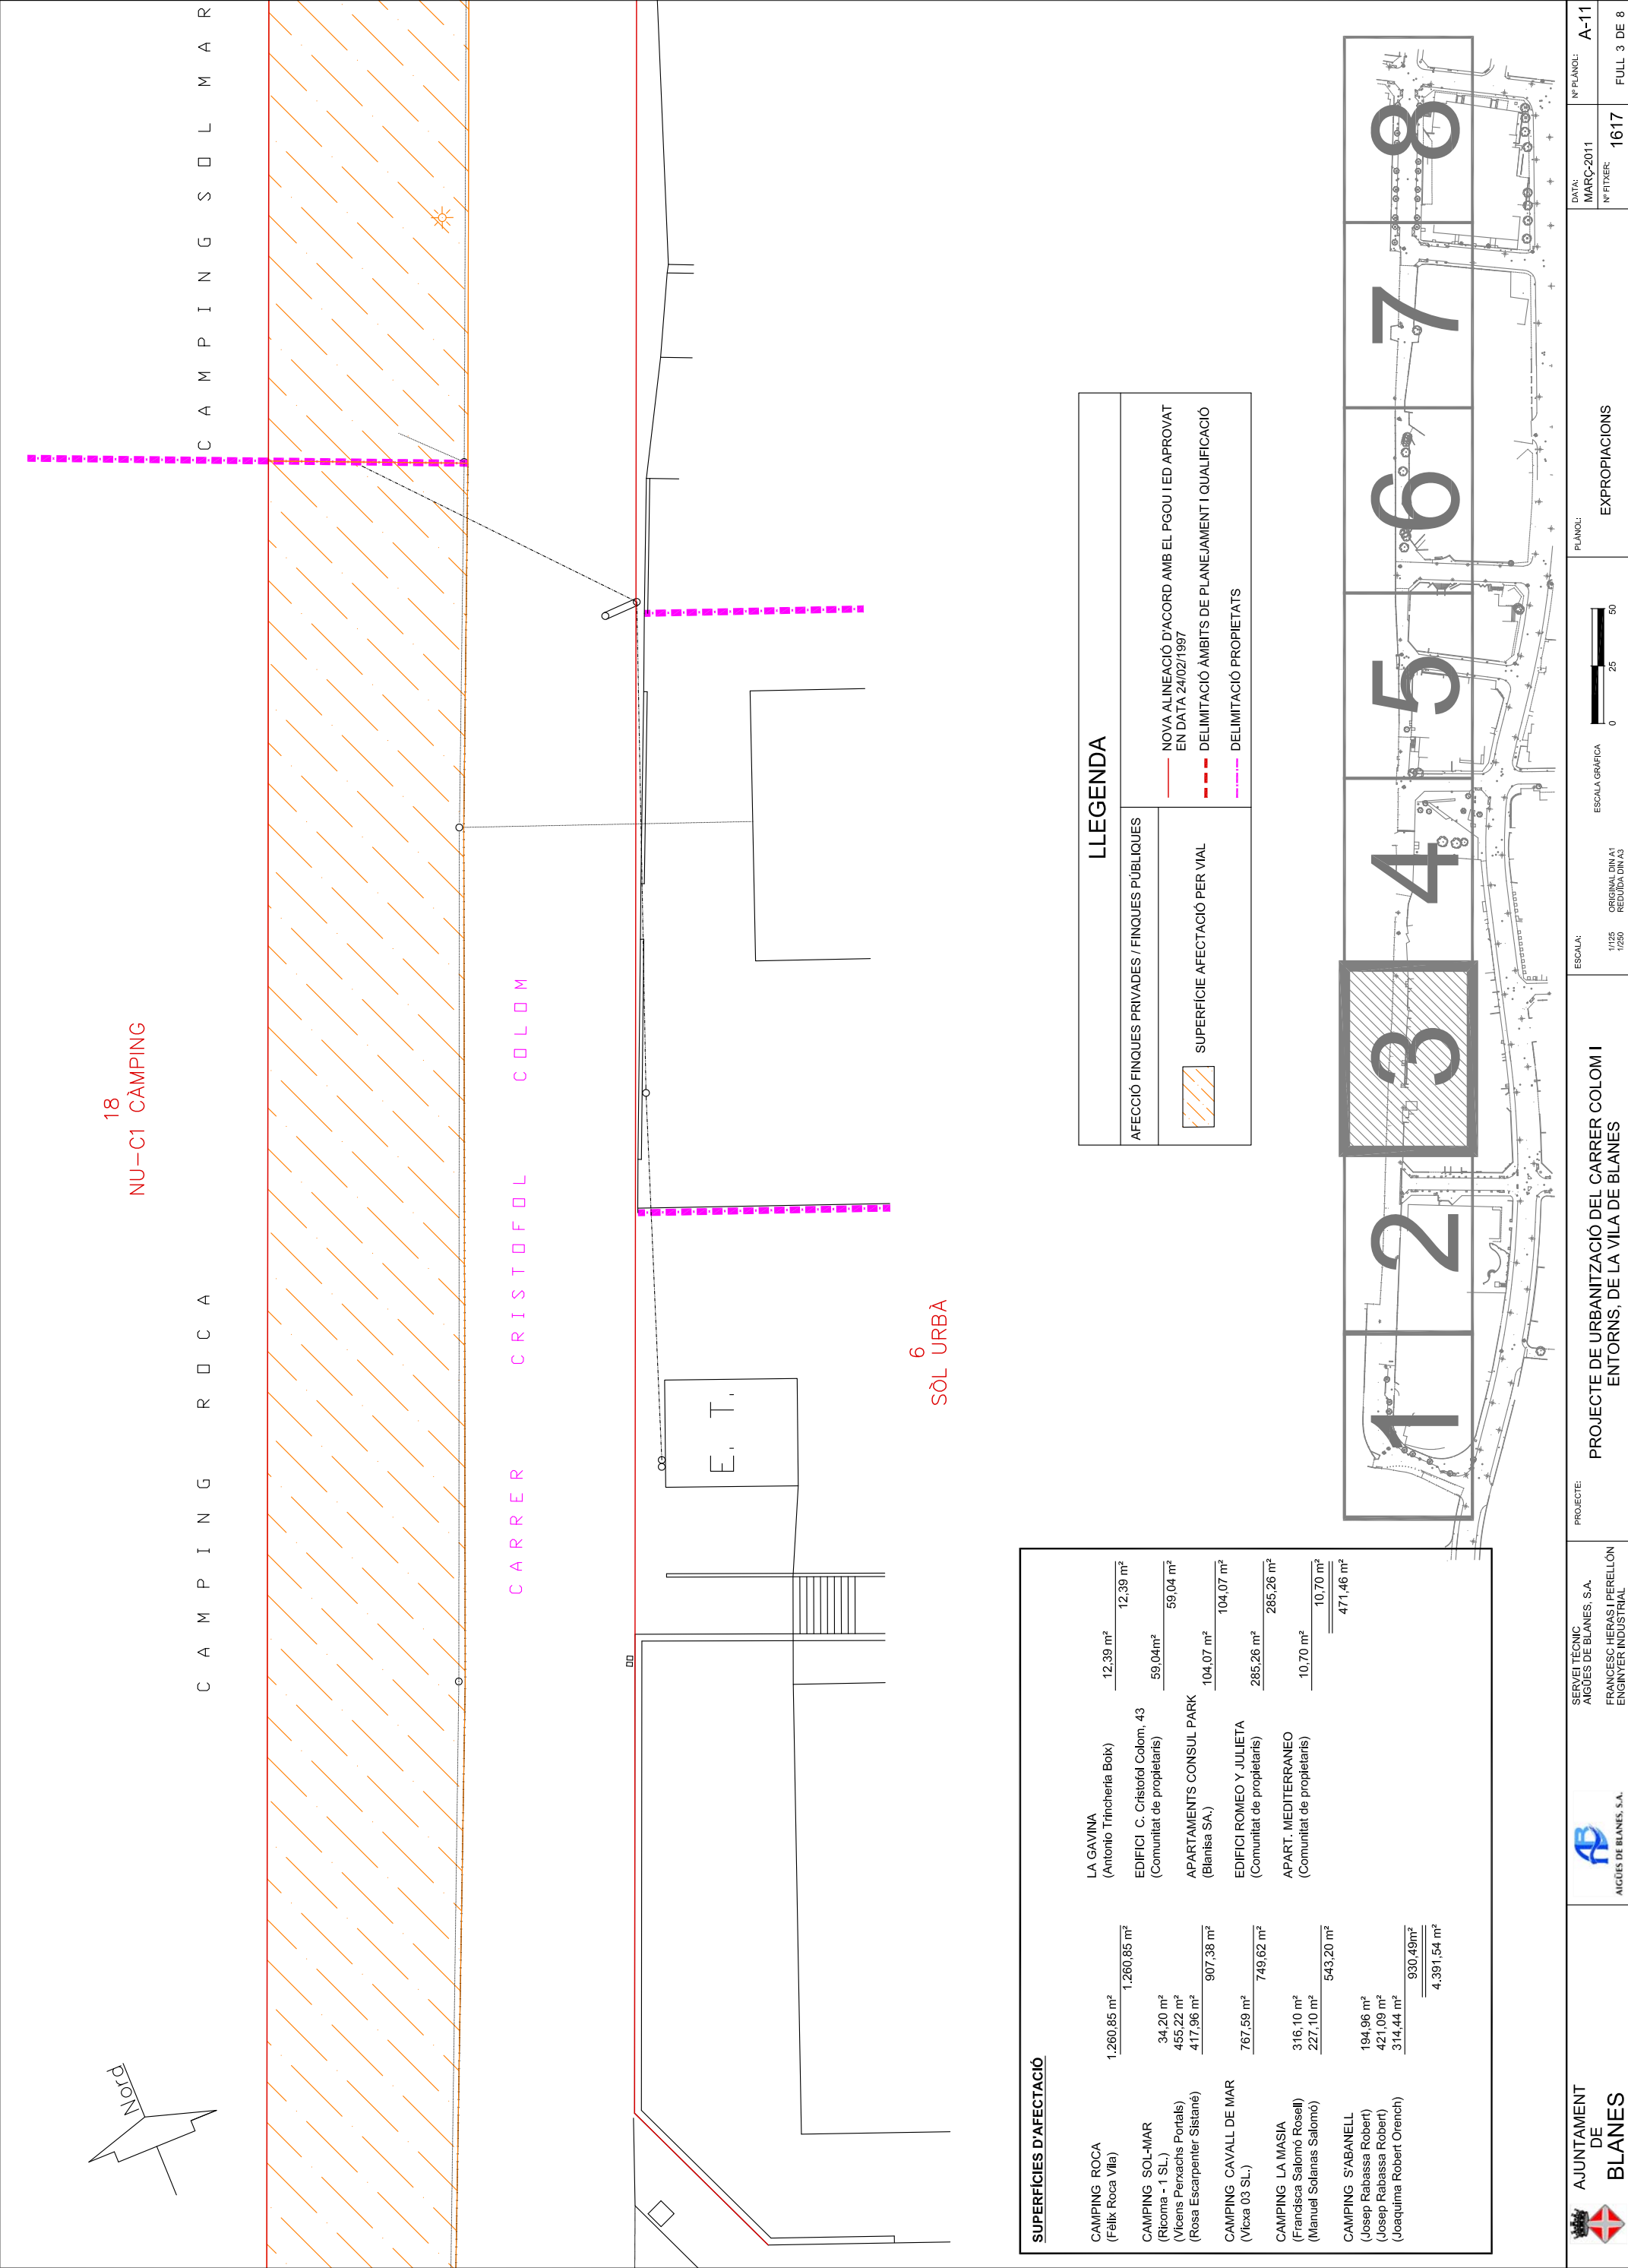 Nord
18
NU-C1 CÀMPING
CAMPING ROCA
CAMPING SOL MAR
CARRER CRISTOFOL COLOM
E. T.
6
SÒL URBÀ
SUPERFÍCIES D'AFECTACIÓ
CAMPING ROCA
(Fèlix Roca Villa)
1.260,85 m²
1.260,85 m²
CAMPING SOL-MAR
(Ricoma - 1 SL.) 34,20 m²
(Vicens Perxachs Portals) 455,22 m²
(Rosa Escarpenter Sistané) 417,96 m²
907,38 m²
CAMPING CAVALL DE MAR
(Vicxa 03 SL.) 767,59 m²
749,62 m²
CAMPING LA MASIA
(Francisca Salomó Rosell) 316,10 m²
(Manuel Solanas Salomó) 227,10 m²
543,20 m²
CAMPING S'ABANELL
(Josep Rabassa Robert) 194,96 m²
(Josep Rabassa Robert) 421,09 m²
(Joaquima Robert Orench) 314,44 m²
930,49m²
4.391,54 m²
LA GAVINA
(Antonio Trincheria Boix) 12,39 m²
12,39 m²
EDIFICI C. Cristofol Colom, 43
(Comunitat de propietaris) 59,04m²
59,04 m²
APARTAMENTS CONSUL PARK
(Blanisa SA.) 104,07 m²
104,07 m²
EDIFICI ROMEO Y JULIETA
(Comunitat de propietaris) 285,26 m²
285,26 m²
APART. MEDITERRANEO
(Comunitat de propietaris) 10,70 m²
10,70 m²
471,46 m²
LLEGENDA
AFECCIÓ FINQUES PRIVADES / FINQUES PÚBLIQUES
SUPERFÍCIE AFECTACIÓ PER VIAL
NOVA ALINEACIÓ D'ACORD AMB EL PGOU I ED APROVAT
EN DATA 24/02/1997
DELIMITACIÓ ÀMBITS DE PLANEJAMENT I QUALIFICACIÓ
DELIMITACIÓ PROPIETATS
1 2 3 4 5 6 7 8
AJUNTAMENT
DE
BLANES
AIGÜES DE BLANES, S.A.
SERVEI TÈCNIC
AIGÜES DE BLANES, S.A.
FRANCESC HERAS I PERELLÓN
ENGINYER INDUSTRIAL
PROJECTE:
PROJECTE DE URBANITZACIÓ DEL CARRER COLOM I
ENTORNS, DE LA VILA DE BLANES
ESCALA:
1/125 ORIGINAL DIN A1
1/250 REDUÏDA DIN A3
ESCALA GRÀFICA
0 25 50
PLÀNOL:
EXPROPIACIONS
DATA:
MARÇ-2011
Nº FITXER:
1617
Nº PLÀNOL:
A-11
FULL 3 DE 8